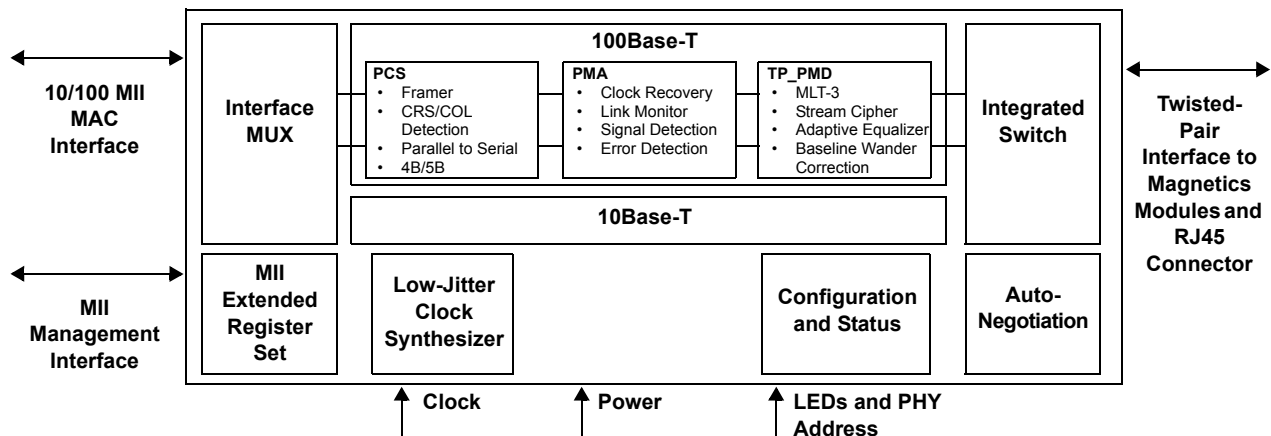 10/100 MII
MAC
Interface
MII
Management
Interface
Interface
MUX
100Base-T
PCS
• Framer
• CRS/COL
Detection
• Parallel to Serial
• 4B/5B
PMA
• Clock Recovery
• Link Monitor
• Signal Detection
• Error Detection
TP_PMD
• MLT-3
• Stream Cipher
• Adaptive Equalizer
• Baseline Wander
Correction
10Base-T
Integrated
Switch
MII
Extended
Register
Set
Low-Jitter
Clock
Synthesizer
Configuration
and Status
Auto-
Negotiation
Twisted-
Pair
Interface to
Magnetics
Modules and
RJ45
Connector
Clock
Power
LEDs and PHY
Address